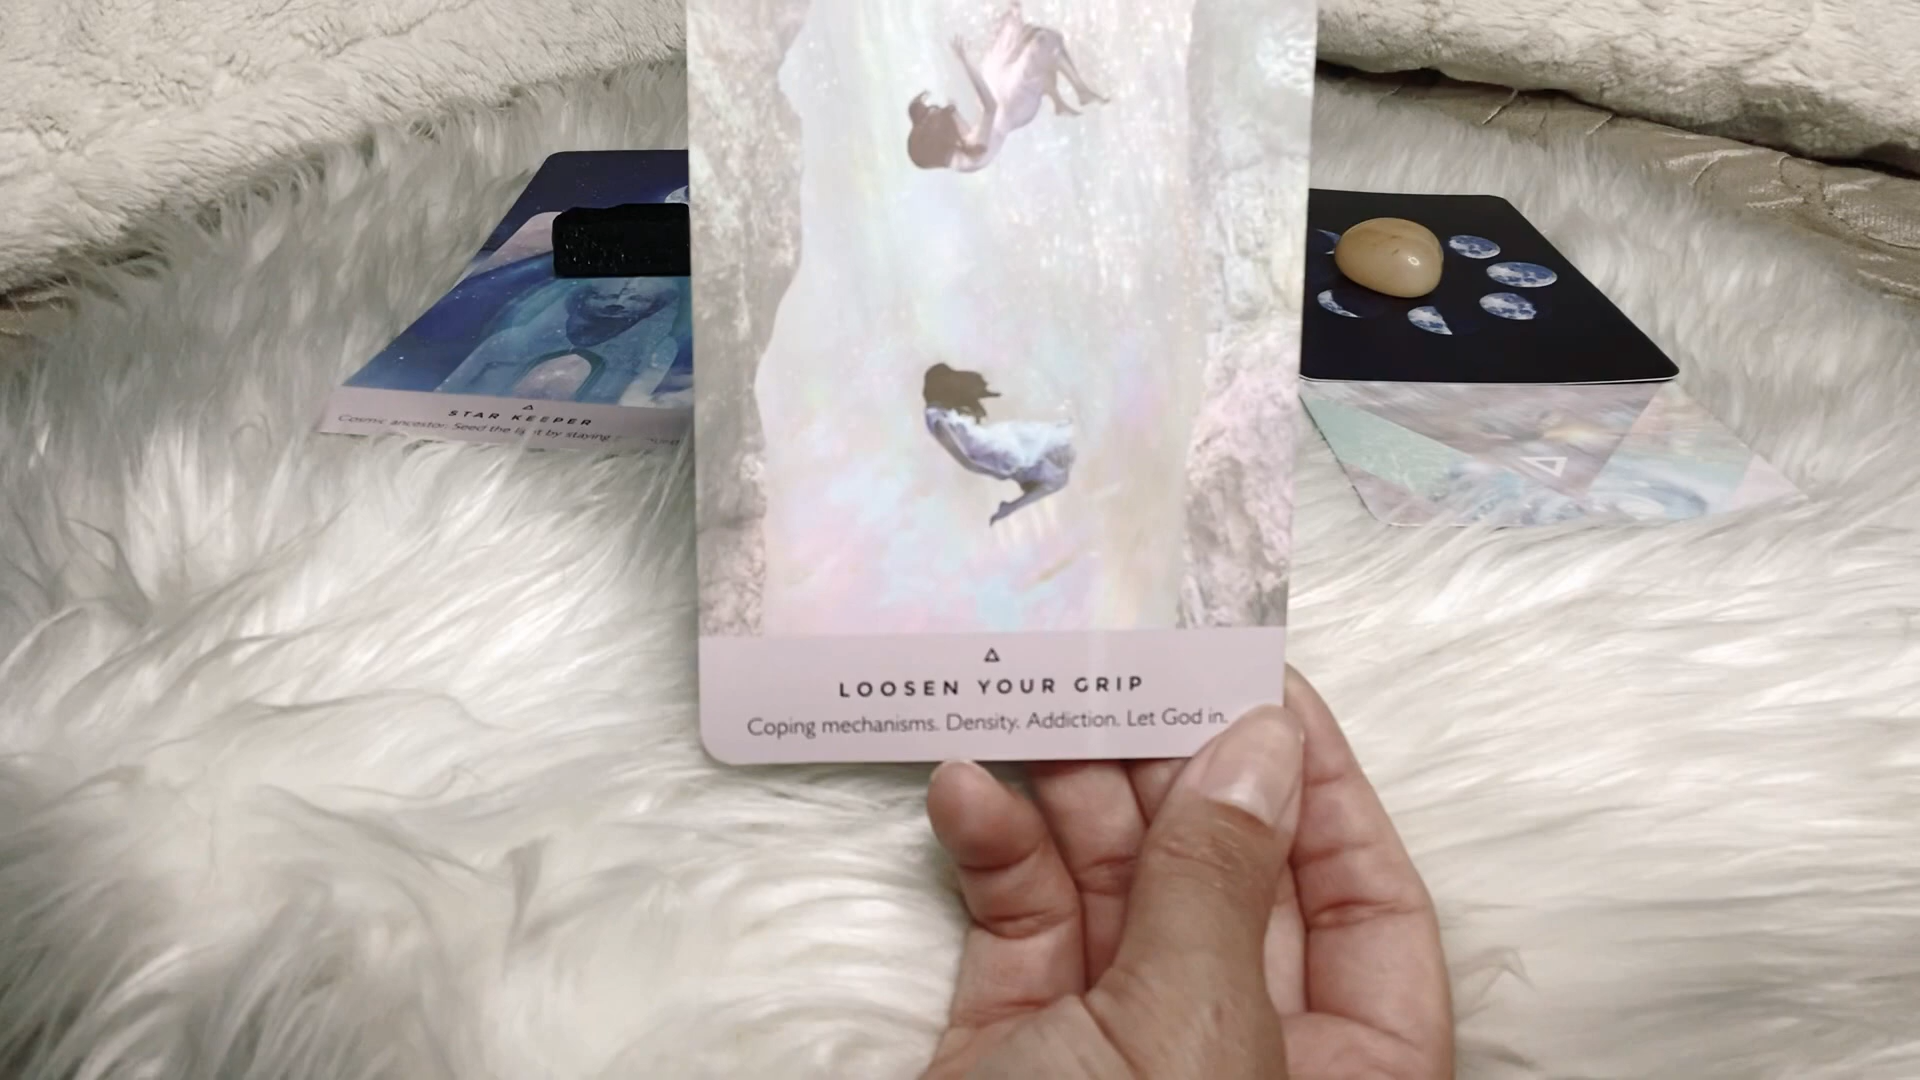 STAR KEEPER
Cosmic ancestor. Seed the light by staying
LOOSEN YOUR GRIP
Coping mechanisms. Density. Addiction. Let God in.